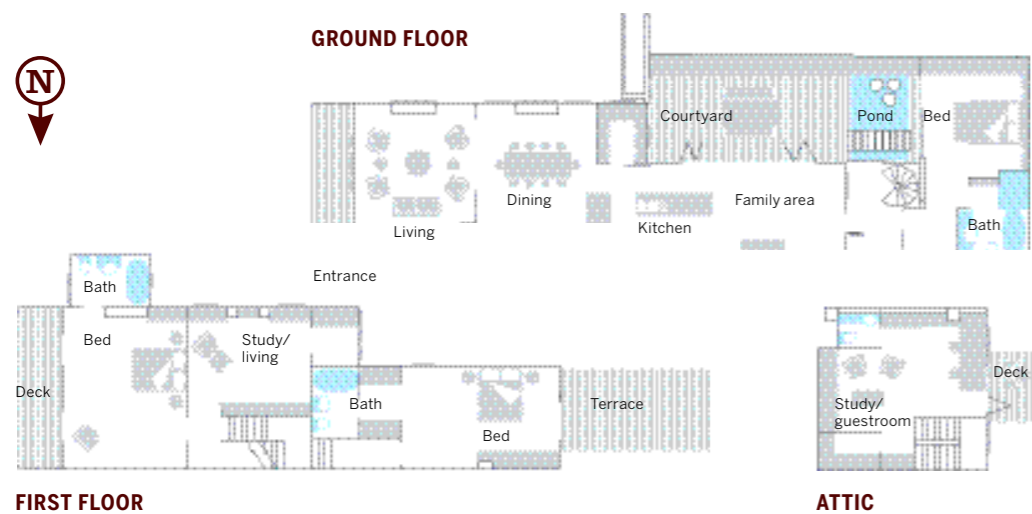 GROUND FLOOR
N
Courtyard
Pond
Bed
Dining
Family area
Living
Kitchen
Bath
Entrance
Bath
Bed
Study/
living
Deck
Bath
Bed
Terrace
Deck
Study/
guestroom
FIRST FLOOR
ATTIC